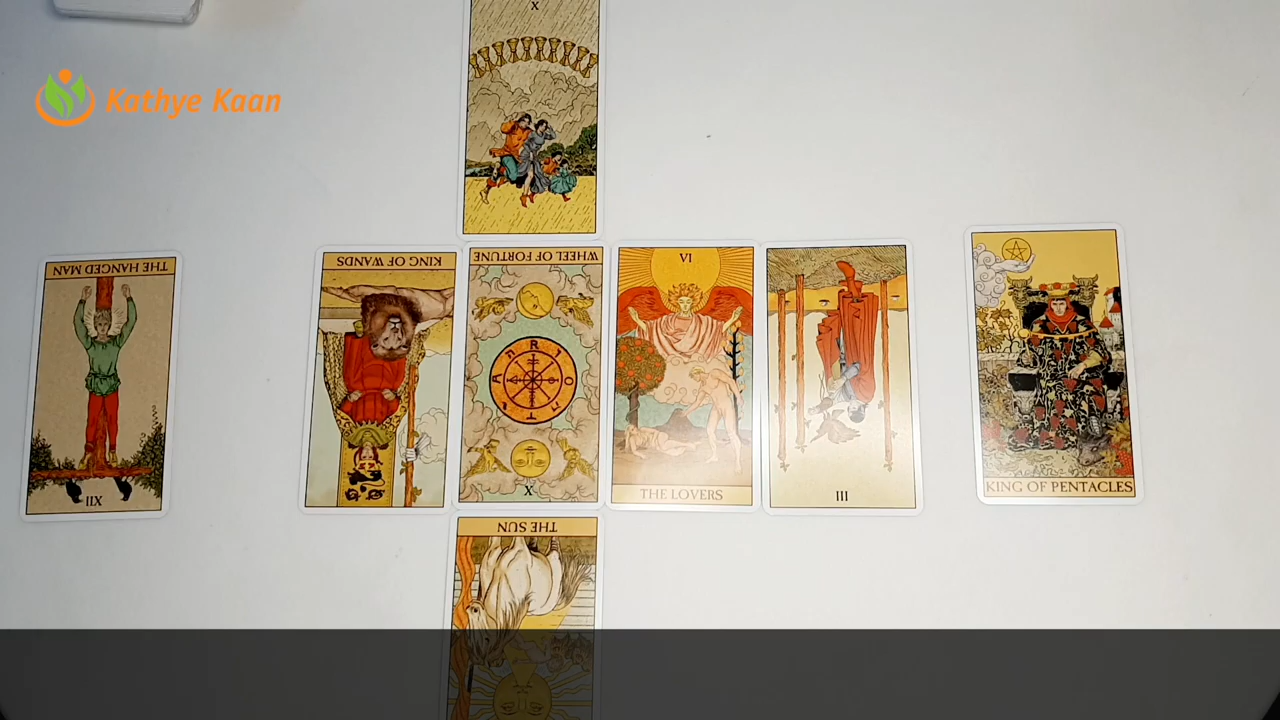 X
Kathye Kaan
THE HANGED MAN
XII
KING OF WANDS
WHEEL OF FORTUNE
X
VI
THE LOVERS
III
KING OF PENTACLES
THE SUN